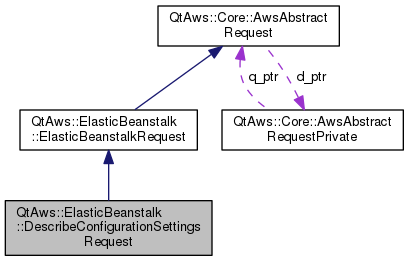 QtAws::Core::AwsAbstract
Request
q_ptr
d_ptr
QtAws::ElasticBeanstalk
::ElasticBeanstalkRequest
QtAws::Core::AwsAbstract
RequestPrivate
QtAws::ElasticBeanstalk
::DescribeConfigurationSettings
Request